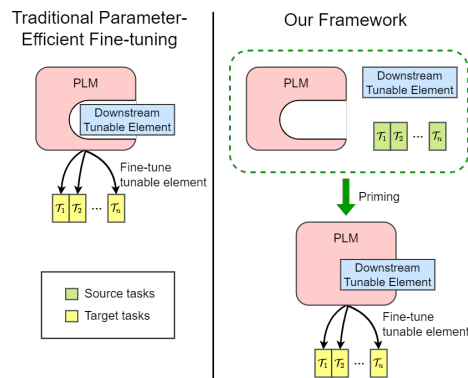 Traditional Parameter-
Efficient Fine-tuning
PLM
Downstream
Tunable Element
Fine-tune
tunable element
𝒯1 𝒯2 ... 𝒯n
Source tasks
Target tasks
Our Framework
PLM
Downstream
Tunable Element
𝒯1 𝒯2 ... 𝒯n
Priming
PLM
Downstream
Tunable Element
Fine-tune
tunable element
𝒯1 𝒯2 ... 𝒯n